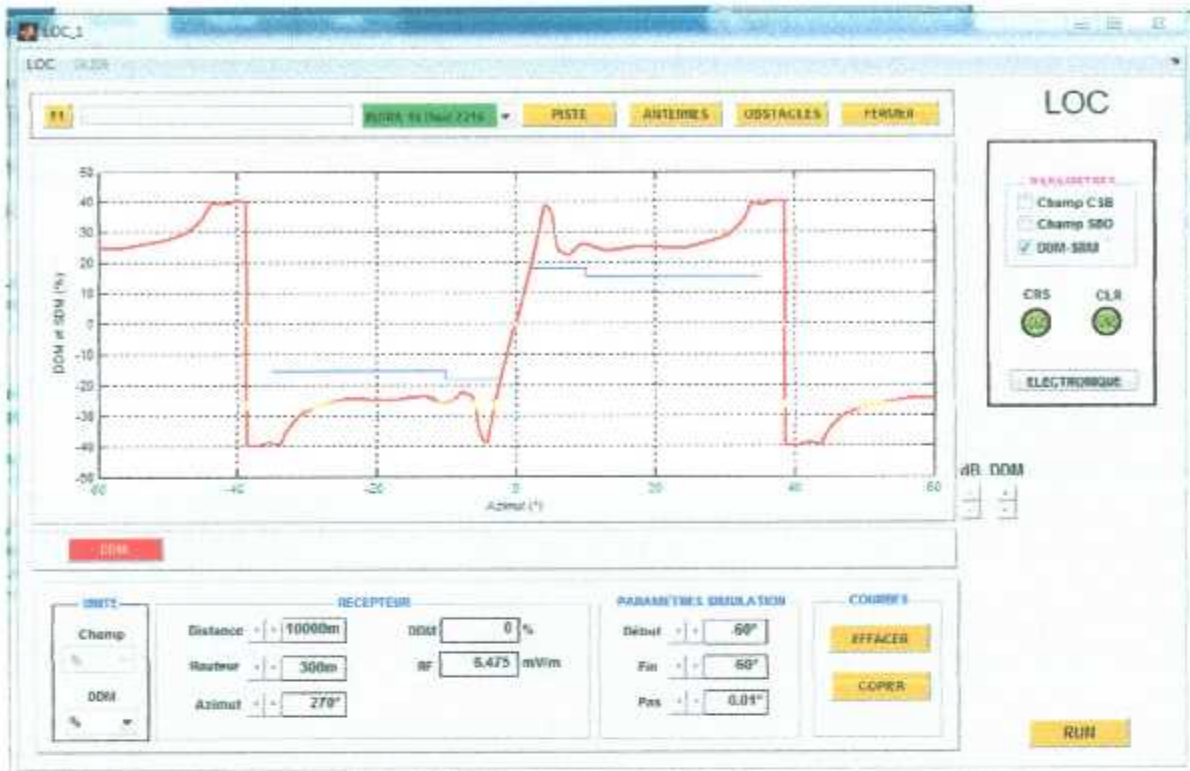 LOC_1
LOC
PISTE ANTENNES OBSTACLES FERMER
LOC
PARAMETRES
Champ CSB
Champ SBO
DDM-SDM
CRS CLR
ELECTRONIQUE
DDM et SDM (%)
50
40
30
20
10
0
-10
-20
-30
-40
-50
-60 -40 -20 0 20 40 60
Azimut (°)
dB DDM
DDM
UNITE
Champ
%
DDM
%
RECEPTEUR
Distance 10000m
Hauteur 300m
Azimut 270°
DDM 0 %
RF 6.475 mV/m
PARAMETRES SIMULATION
Début -60°
Fin 60°
Pas 0.01°
COURBES
EFFACER
COPIER
RUN